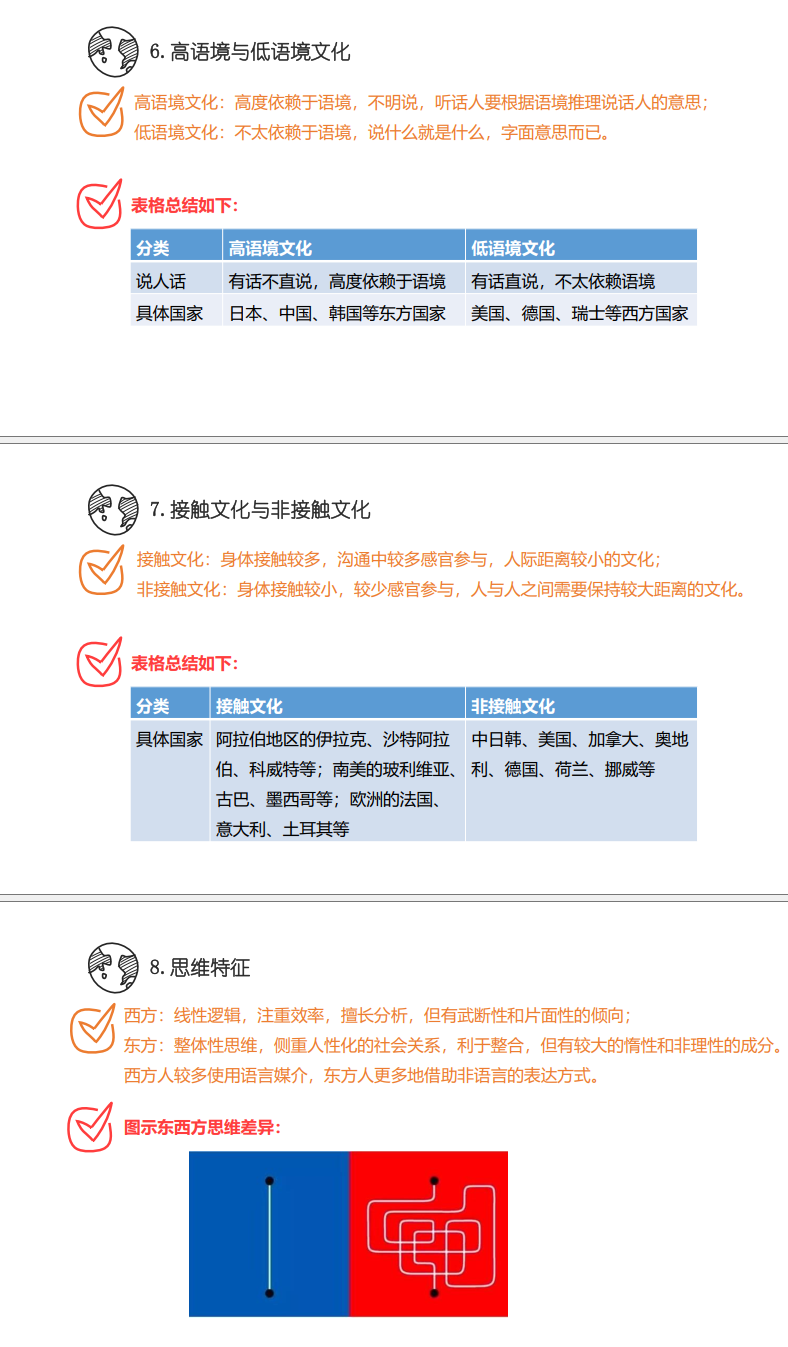 6. 高语境与低语境文化
高语境文化：高度依赖于语境，不明说，听话人要根据语境推理说话人的意思；
低语境文化：不太依赖于语境，说什么就是什么，字面意思而已。
表格总结如下：
分类 高语境文化 低语境文化
说人话 有话不直说，高度依赖于语境 有话直说，不太依赖语境
具体国家 日本、中国、韩国等东方国家 美国、德国、瑞士等西方国家
7. 接触文化与非接触文化
接触文化：身体接触较多，沟通中较多感官参与，人际距离较小的文化；
非接触文化：身体接触较小，较少感官参与，人与人之间需要保持较大距离的文化。
表格总结如下：
分类 接触文化 非接触文化
具体国家 阿拉伯地区的伊拉克、沙特阿拉 中日韩、美国、加拿大、奥地
伯、科威特等；南美的玻利维亚、 利、德国、荷兰、挪威等
古巴、墨西哥等；欧洲的法国、
意大利、土耳其等
8. 思维特征
西方：线性逻辑，注重效率，擅长分析，但有武断性和片面性的倾向；
东方：整体性思维，侧重人性化的社会关系，利于整合，但有较大的惰性和非理性的成分。
西方人较多使用语言媒介，东方人更多地借助非语言的表达方式。
图示东西方思维差异：